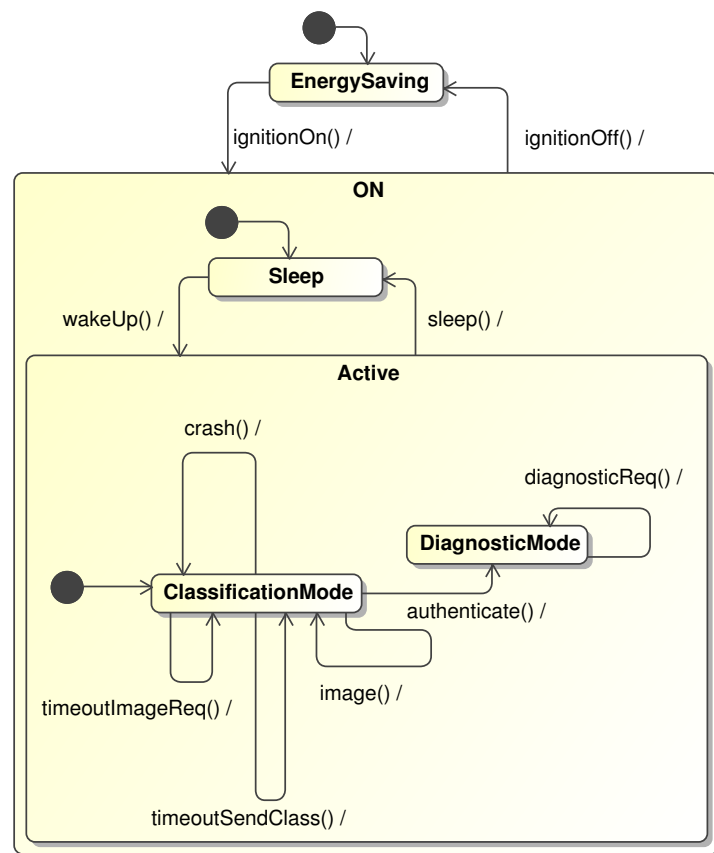 EnergySaving
ignitionOn() /
ignitionOff() /
ON
Sleep
wakeUp() /
sleep() /
Active
crash() /
diagnosticReq() /
DiagnosticMode
ClassificationMode
authenticate() /
image() /
timeoutImageReq() /
timeoutSendClass() /